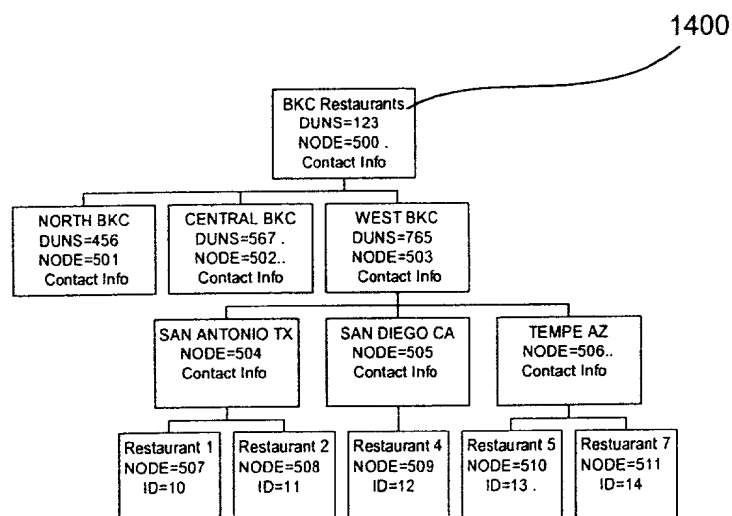 1400
BKC Restaurants
DUNS=123
NODE=500 .
Contact Info
NORTH BKC
DUNS=456
NODE=501
Contact Info
CENTRAL BKC
DUNS=567 .
NODE=502..
Contact Info
WEST BKC
DUNS=765
NODE=503
Contact Info
SAN ANTONIO TX
NODE=504
Contact Info
SAN DIEGO CA
NODE=505
Contact Info
TEMPE AZ
NODE=506..
Contact Info
Restaurant 1
NODE=507
ID=10
Restaurant 2
NODE=508
ID=11
Restaurant 4
NODE=509
ID=12
Restaurant 5
NODE=510
ID=13 .
Restuarant 7
NODE=511
ID=14